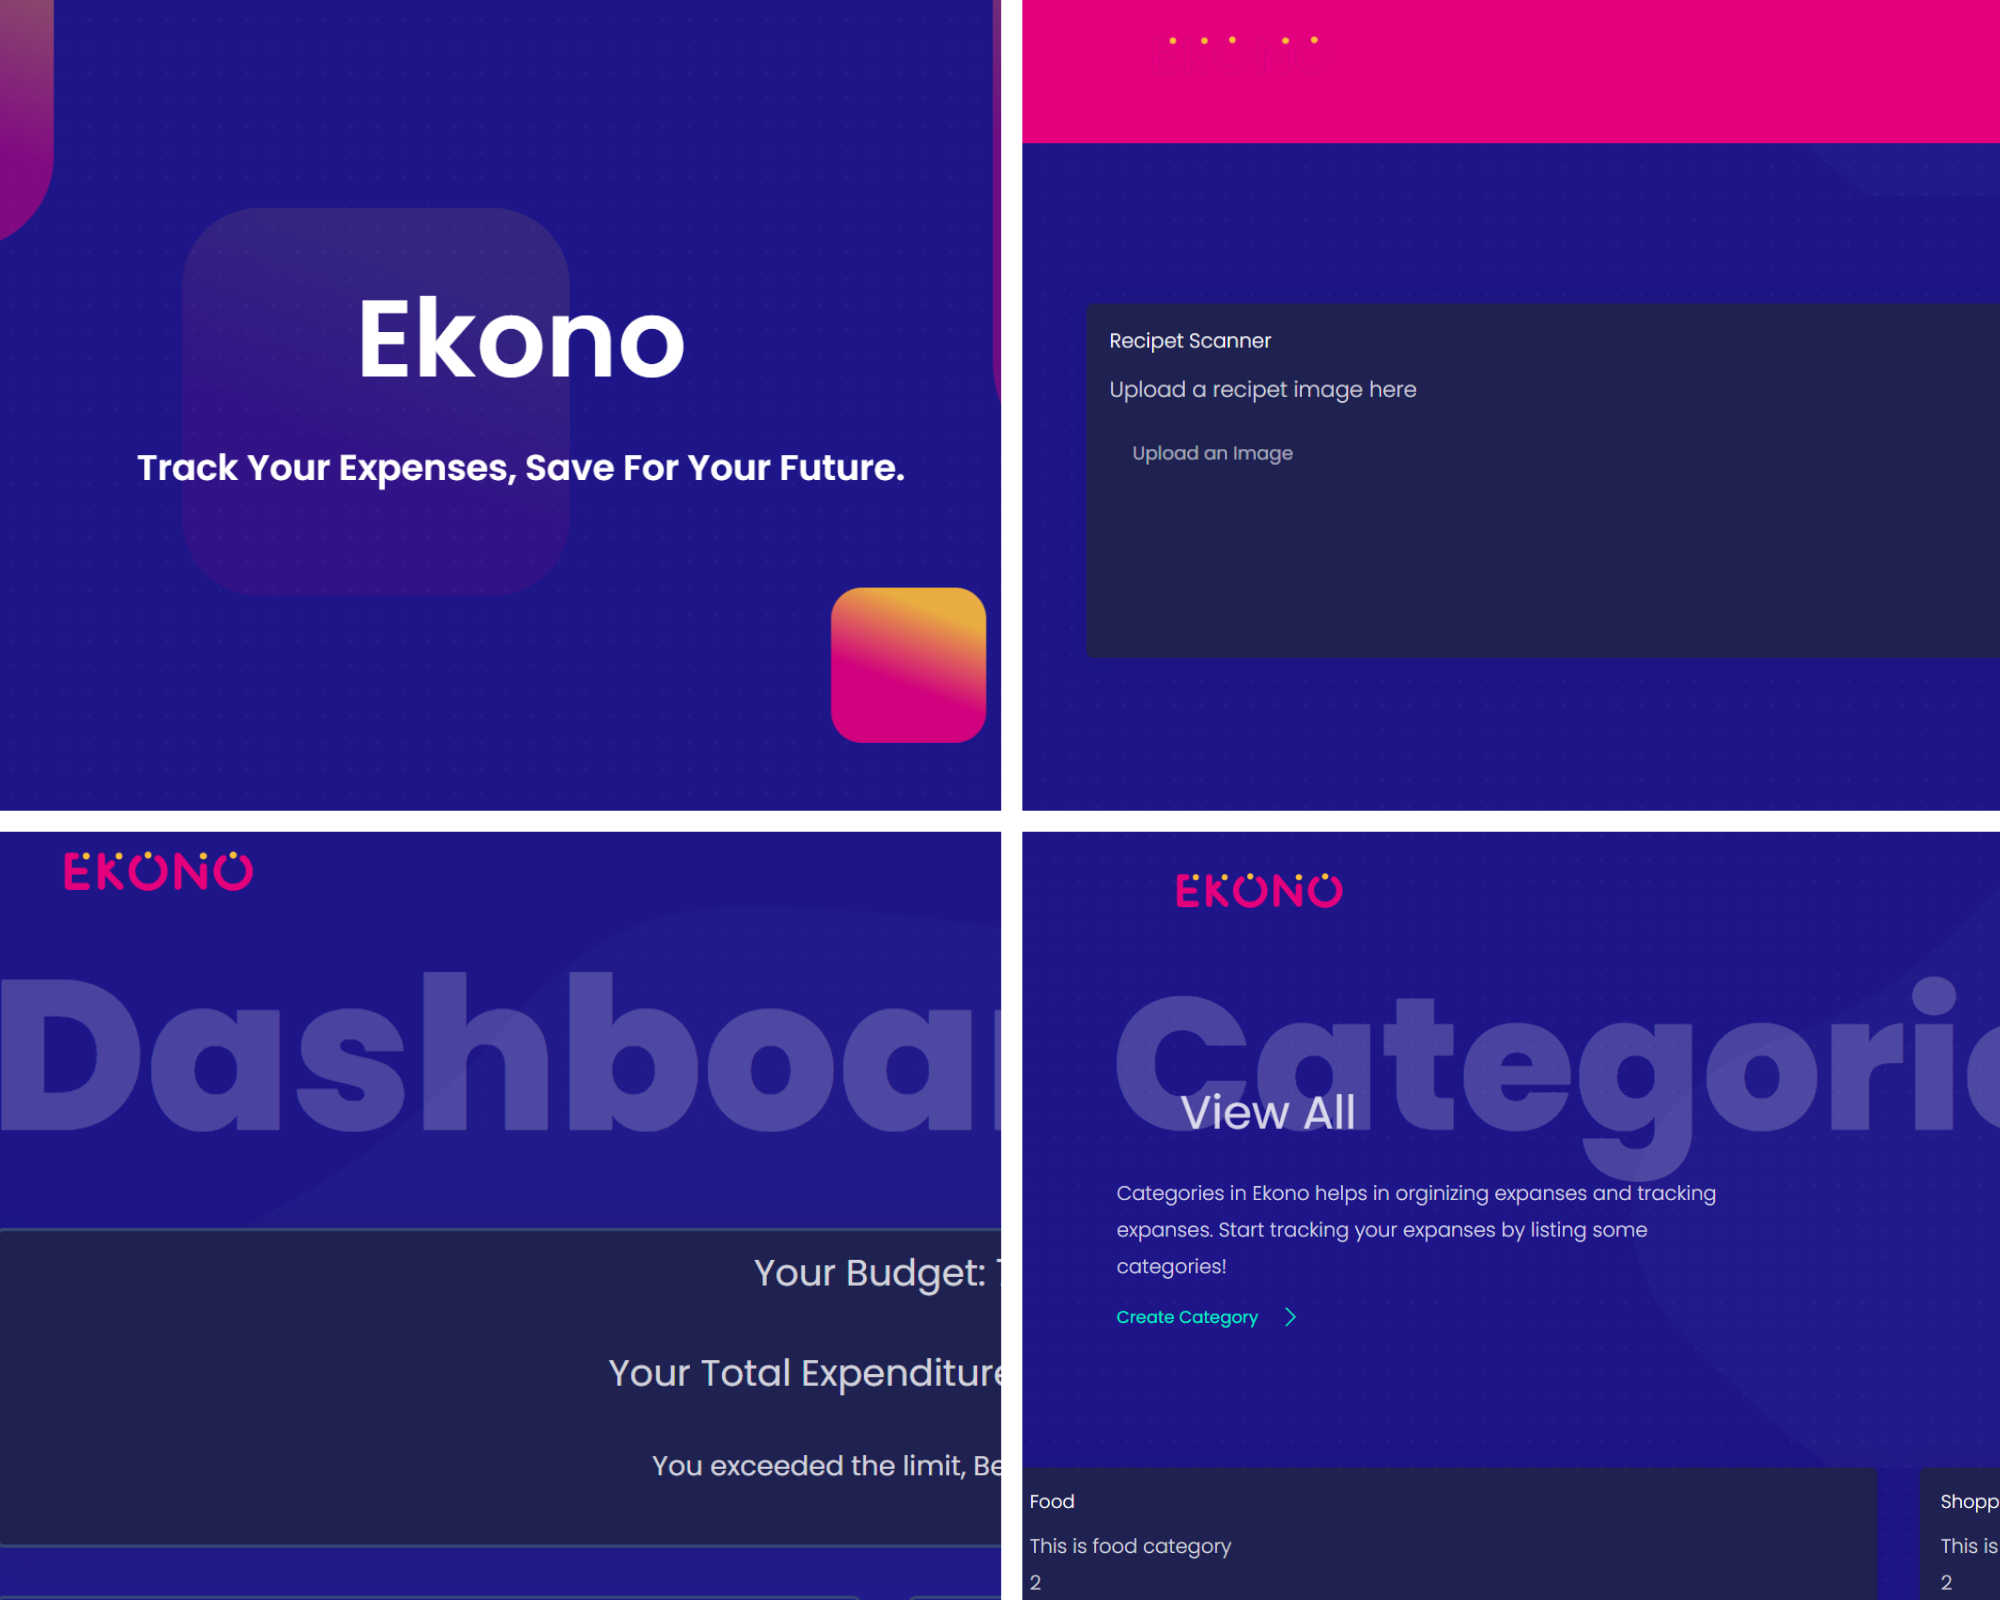 Ekono
Track Your Expenses, Save For Your Future.
EKONO
Recipet Scanner
Upload a recipet image here
Upload an Image
EKONO
Dashboar
Your Budget:
Your Total Expenditure
You exceeded the limit, Be
EKONO
Categori
View All
Categories in Ekono helps in orginizing expanses and tracking
expanses. Start tracking your expanses by listing some
categories!
Create Category
Food
Shopp
This is food category
This is
2
2